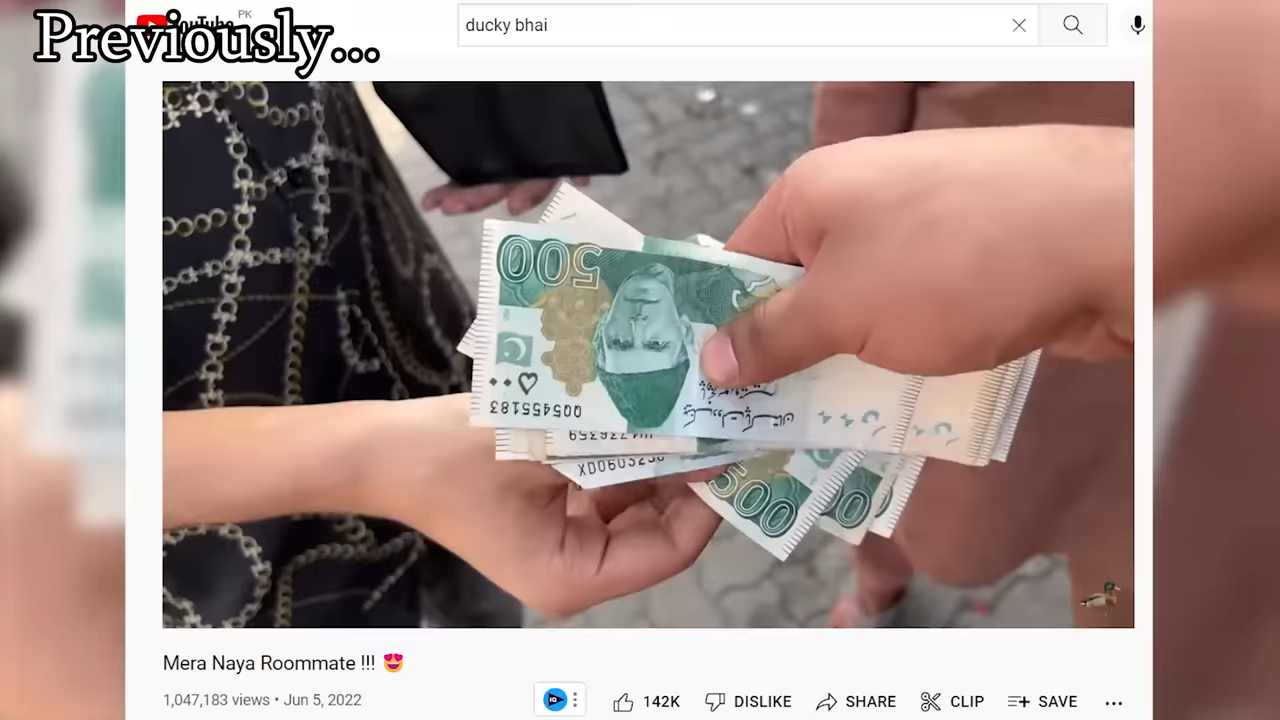 PK
YouTube
Previously...
ducky bhai
500
QQ5455183
500
Mera Naya Roommate !!! 😍
1,047,183 views • Jun 5, 2022
142K
DISLIKE
SHARE
CLIP
SAVE